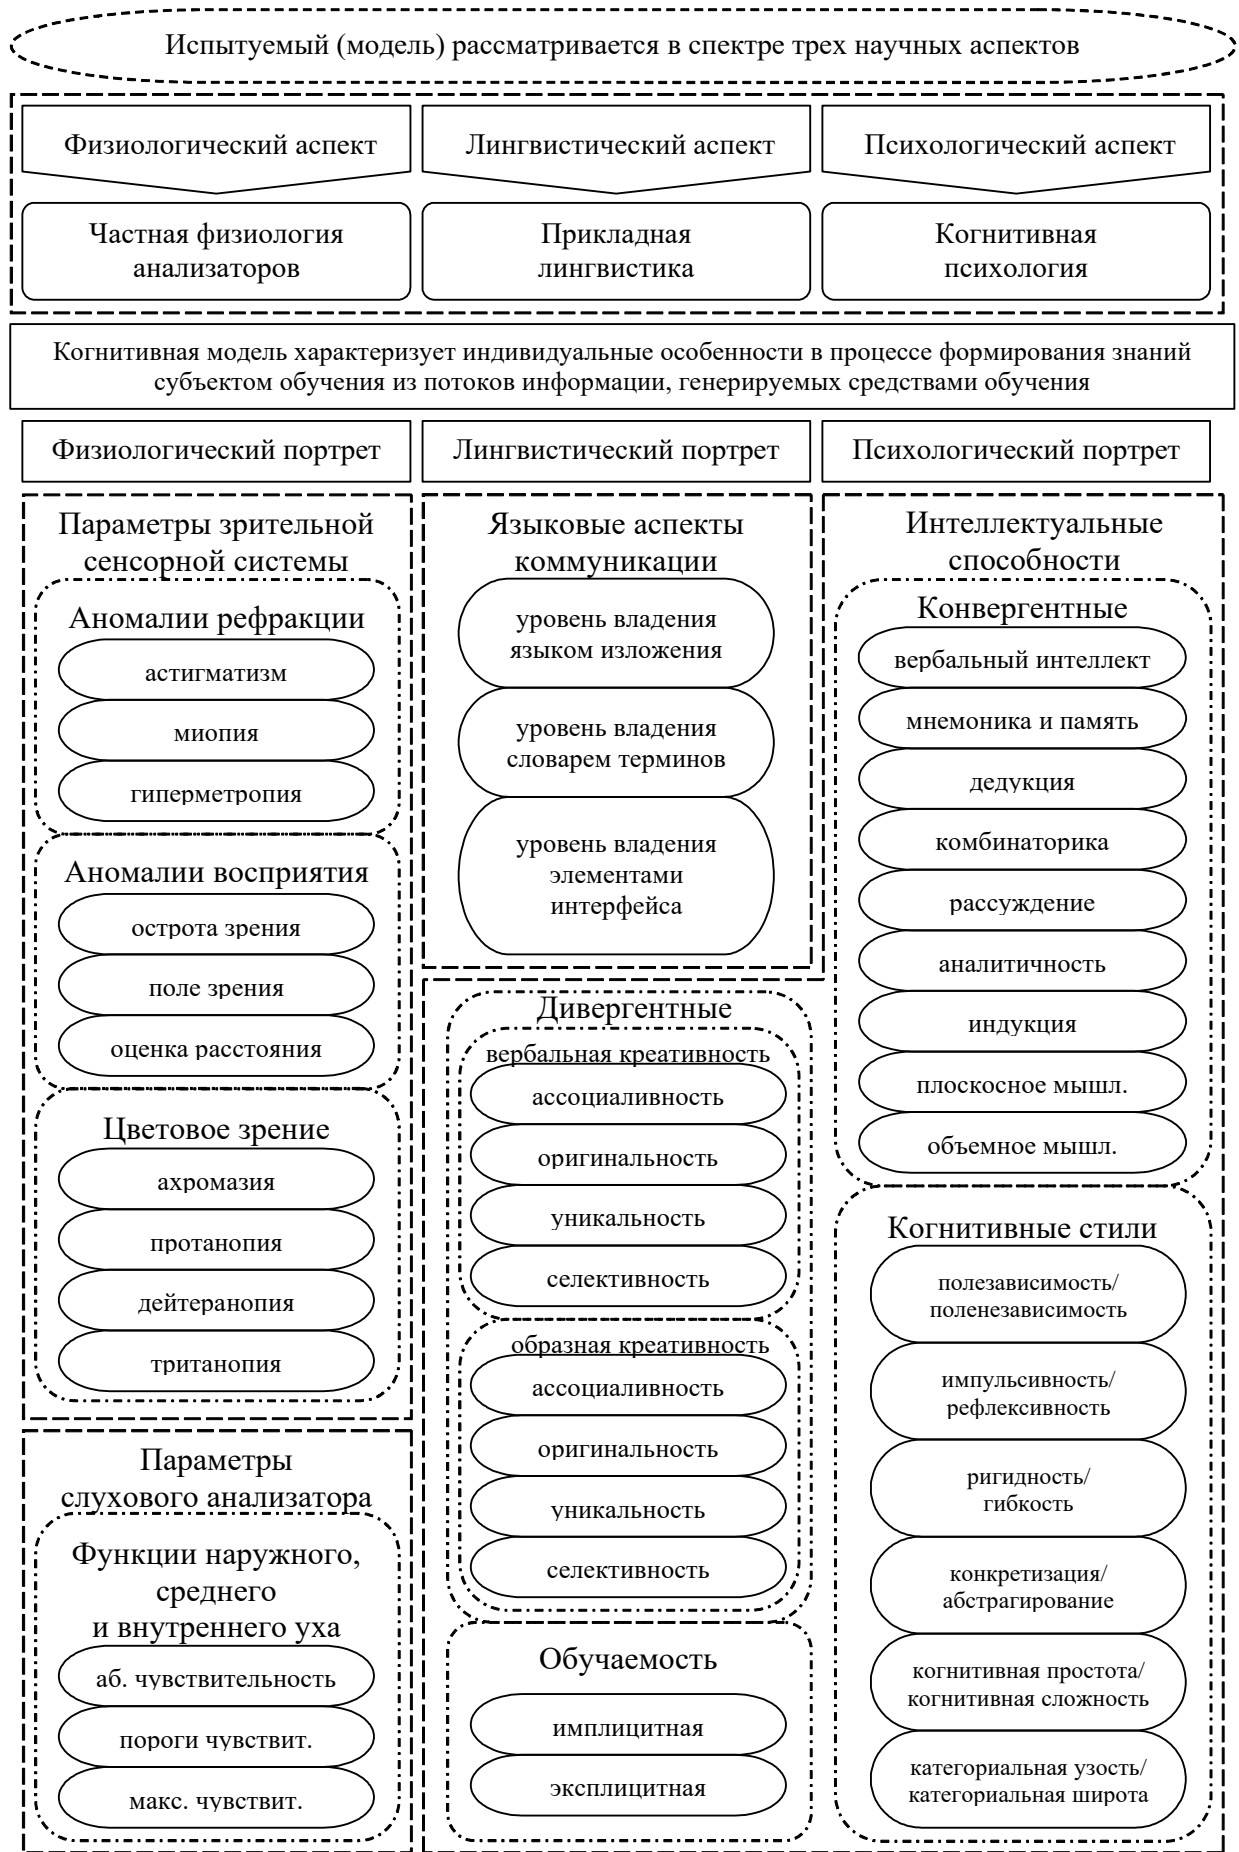 Испытуемый (модель) рассматривается в спектре трех научных аспектов
Физиологический аспект
Лингвистический аспект
Психологический аспект
Частная физиология
анализаторов
Прикладная
лингвистика
Когнитивная
психология
Когнитивная модель характеризует индивидуальные особенности в процессе формирования знаний
субъектом обучения из потоков информации, генерируемых средствами обучения
Физиологический портрет
Лингвистический портрет
Психологический портрет
Параметры зрительной
сенсорной системы
Аномалии рефракции
астигматизм
миопия
гиперметропия
Аномалии восприятия
острота зрения
поле зрения
оценка расстояния
Цветовое зрение
ахромазия
протанопия
дейтеранопия
тританопия
Параметры
слухового анализатора
Функции наружного,
среднего
и внутреннего уха
аб. чувствительность
пороги чувствит.
макс. чувствит.
Языковые аспекты
коммуникации
уровень владения
языком изложения
уровень владения
словарем терминов
уровень владения
элементами
интерфейса
Интеллектуальные
способности
Конвергентные
вербальный интеллект
мнемоника и память
дедукция
комбинаторика
рассуждение
аналитичность
индукция
плоскосное мышл.
объемное мышл.
Дивергентные
вербальная креативность
ассоциаливность
оригинальность
уникальность
селективность
образная креативность
ассоциаливность
оригинальность
уникальность
селективность
Обучаемость
имплицитная
эксплицитная
Когнитивные стили
полезависимость/
поленезависимость
импульсивность/
рефлексивность
ригидность/
гибкость
конкретизация/
абстрагирование
когнитивная простота/
когнитивная сложность
категориальная узость/
категориальная широта